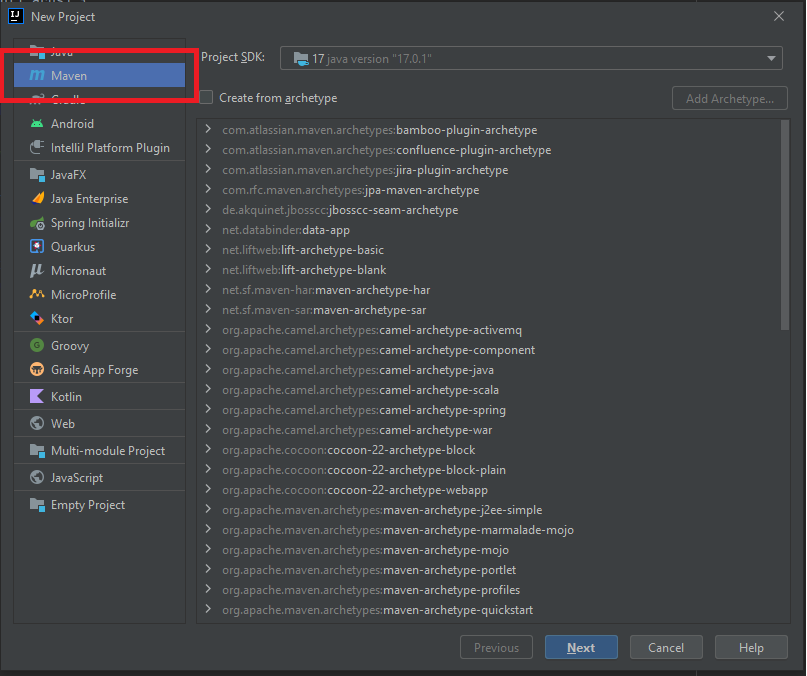 New Project
Java
Maven
Gradle
Android
IntelliJ Platform Plugin
JavaFX
Java Enterprise
Spring Initializr
Quarkus
Micronaut
MicroProfile
Ktor
Groovy
Grails App Forge
Kotlin
Web
Multi-module Project
JavaScript
Empty Project
Project SDK: 17 java version "17.0.1"
Create from archetype
Add Archetype...
com.atlassian.maven.archetypes:bamboo-plugin-archetype
com.atlassian.maven.archetypes:confluence-plugin-archetype
com.atlassian.maven.archetypes:jira-plugin-archetype
com.rfc.maven.archetypes:jpa-maven-archetype
de.akquinet.jbosscc:jbosscc-seam-archetype
net.databinder:data-app
net.liftweb:lift-archetype-basic
net.liftweb:lift-archetype-blank
net.sf.maven-har:maven-archetype-har
net.sf.maven-sar:maven-archetype-sar
org.apache.camel.archetypes:camel-archetype-activemq
org.apache.camel.archetypes:camel-archetype-component
org.apache.camel.archetypes:camel-archetype-java
org.apache.camel.archetypes:camel-archetype-scala
org.apache.camel.archetypes:camel-archetype-spring
org.apache.camel.archetypes:camel-archetype-war
org.apache.cocoon:cocoon-22-archetype-block
org.apache.cocoon:cocoon-22-archetype-block-plain
org.apache.cocoon:cocoon-22-archetype-webapp
org.apache.maven.archetypes:maven-archetype-j2ee-simple
org.apache.maven.archetypes:maven-archetype-marmalade-mojo
org.apache.maven.archetypes:maven-archetype-mojo
org.apache.maven.archetypes:maven-archetype-portlet
org.apache.maven.archetypes:maven-archetype-profiles
org.apache.maven.archetypes:maven-archetype-quickstart
Previous
Next
Cancel
Help